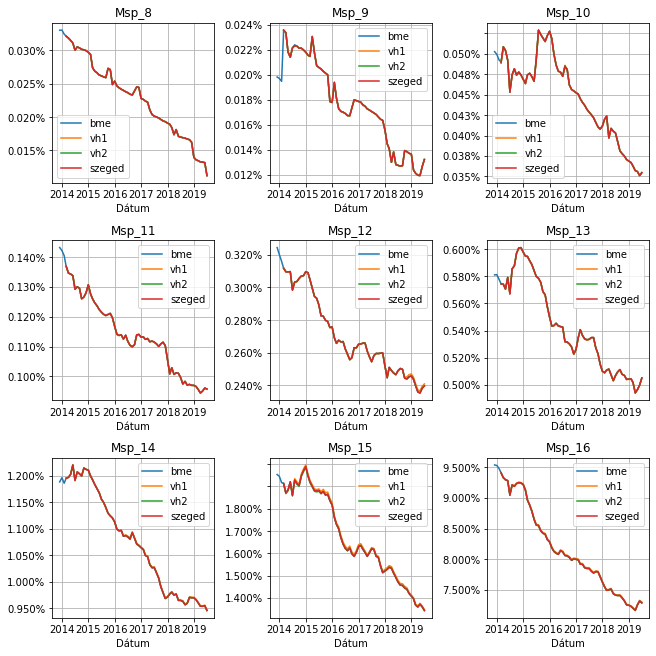 Msp_8
0.030%
0.025%
0.020%
0.015%
bme
vh1
vh2
szeged
2014 2015 2016 2017 2018 2019
Dátum
Msp_9
0.024%
0.022%
0.020%
0.018%
0.016%
0.014%
0.012%
bme
vh1
vh2
szeged
2014 2015 2016 2017 2018 2019
Dátum
Msp_10
0.050%
0.048%
0.045%
0.043%
0.040%
0.038%
0.035%
bme
vh1
vh2
szeged
2014 2015 2016 2017 2018 2019
Dátum
Msp_11
0.140%
0.130%
0.120%
0.110%
0.100%
bme
vh1
vh2
szeged
2014 2015 2016 2017 2018 2019
Dátum
Msp_12
0.320%
0.300%
0.280%
0.260%
0.240%
bme
vh1
vh2
szeged
2014 2015 2016 2017 2018 2019
Dátum
Msp_13
0.600%
0.580%
0.560%
0.540%
0.520%
0.500%
bme
vh1
vh2
szeged
2014 2015 2016 2017 2018 2019
Dátum
Msp_14
1.200%
1.150%
1.100%
1.050%
1.000%
0.950%
bme
vh1
vh2
szeged
2014 2015 2016 2017 2018 2019
Dátum
Msp_15
1.800%
1.700%
1.600%
1.500%
1.400%
bme
vh1
vh2
szeged
2014 2015 2016 2017 2018 2019
Dátum
Msp_16
9.500%
9.000%
8.500%
8.000%
7.500%
bme
vh1
vh2
szeged
2014 2015 2016 2017 2018 2019
Dátum